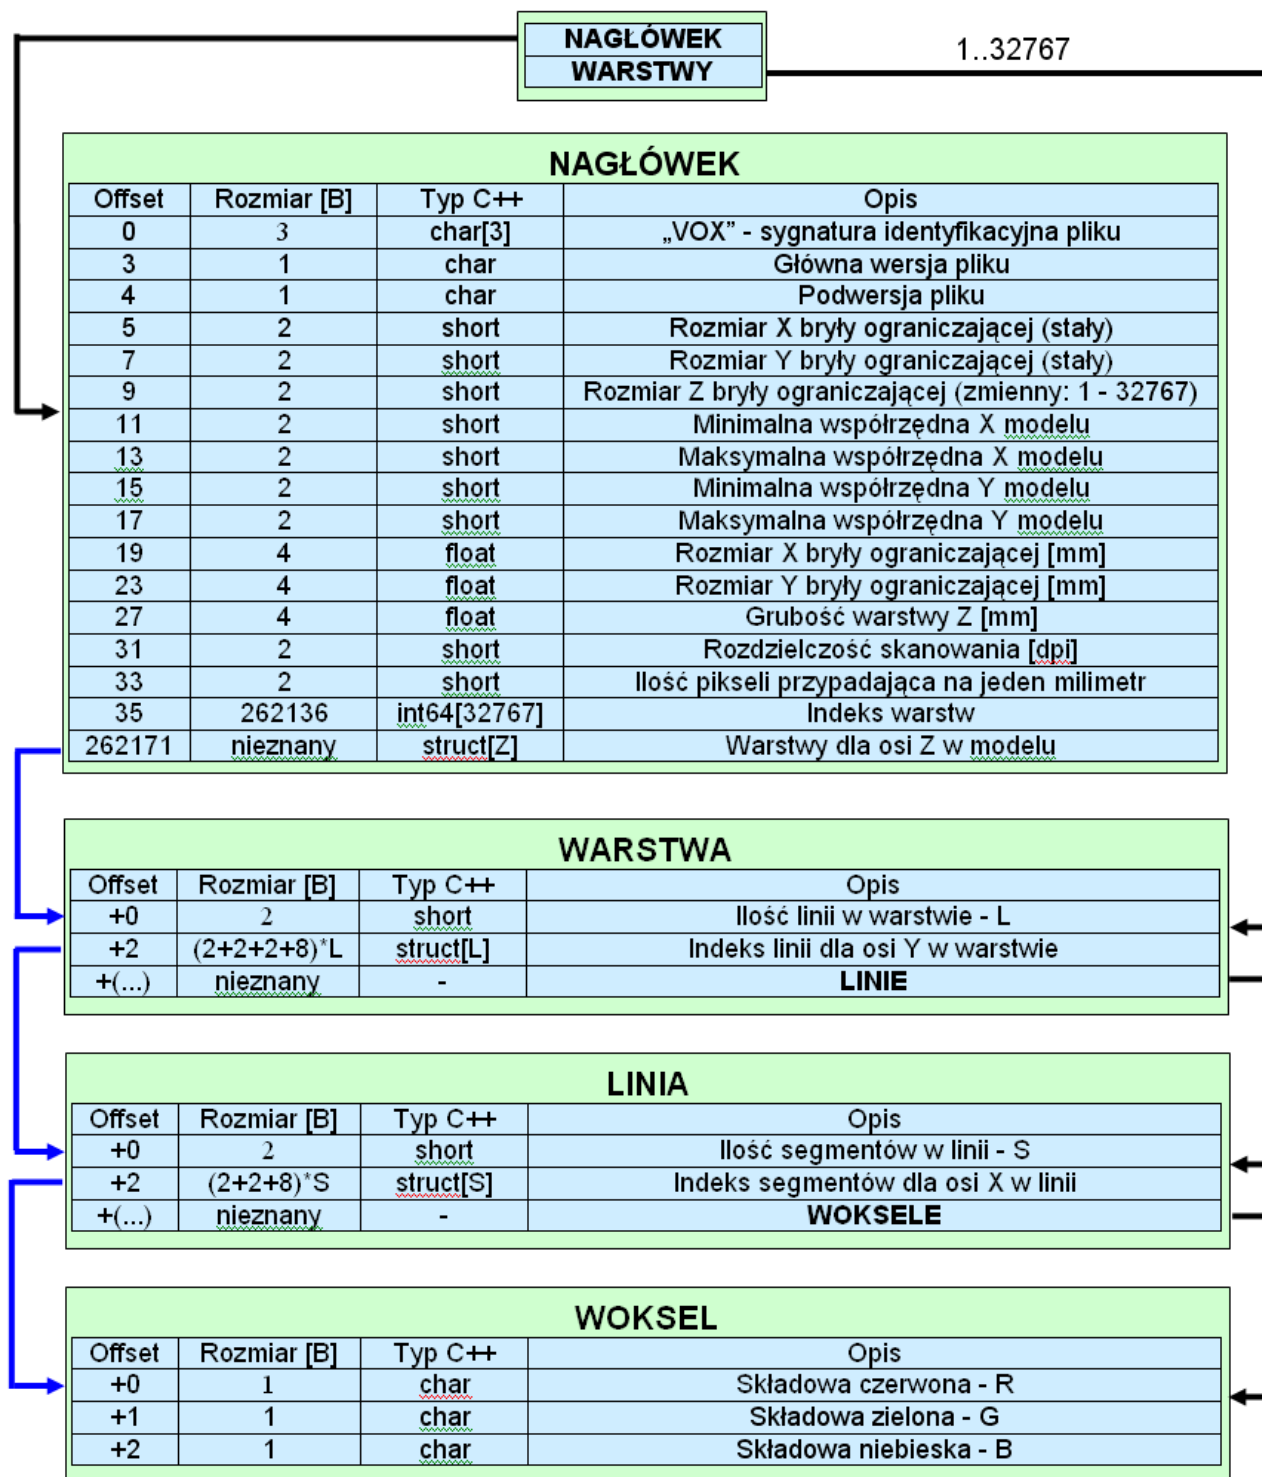 NAGŁÓWEK
WARSTWY
1..32767
NAGŁÓWEK
Offset Rozmiar [B] Typ C++ Opis
0 3 char[3] „VOX” - sygnatura identyfikacyjna pliku
3 1 char Główna wersja pliku
4 1 char Podwersja pliku
5 2 short Rozmiar X bryły ograniczającej (stały)
7 2 short Rozmiar Y bryły ograniczającej (stały)
9 2 short Rozmiar Z bryły ograniczającej (zmienny: 1 - 32767)
11 2 short Minimalna współrzędna X modelu
13 2 short Maksymalna współrzędna X modelu
15 2 short Minimalna współrzędna Y modelu
17 2 short Maksymalna współrzędna Y modelu
19 4 float Rozmiar X bryły ograniczającej [mm]
23 4 float Rozmiar Y bryły ograniczającej [mm]
27 4 float Grubość warstwy Z [mm]
31 2 short Rozdzielczość skanowania [dpi]
33 2 short Ilość pikseli przypadająca na jeden milimetr
35 262136 int64[32767] Indeks warstw
262171 nieznany struct[Z] Warstwy dla osi Z w modelu
WARSTWA
Offset Rozmiar [B] Typ C++ Opis
+0 2 short Ilość linii w warstwie - L
+2 (2+2+2+8)*L struct[L] Indeks linii dla osi Y w warstwie
+(...) nieznany - LINIE
LINIA
Offset Rozmiar [B] Typ C++ Opis
+0 2 short Ilość segmentów w linii - S
+2 (2+2+8)*S struct[S] Indeks segmentów dla osi X w linii
+(...) nieznany - WOKSELE
WOKSEL
Offset Rozmiar [B] Typ C++ Opis
+0 1 char Składowa czerwona - R
+1 1 char Składowa zielona - G
+2 1 char Składowa niebieska - B